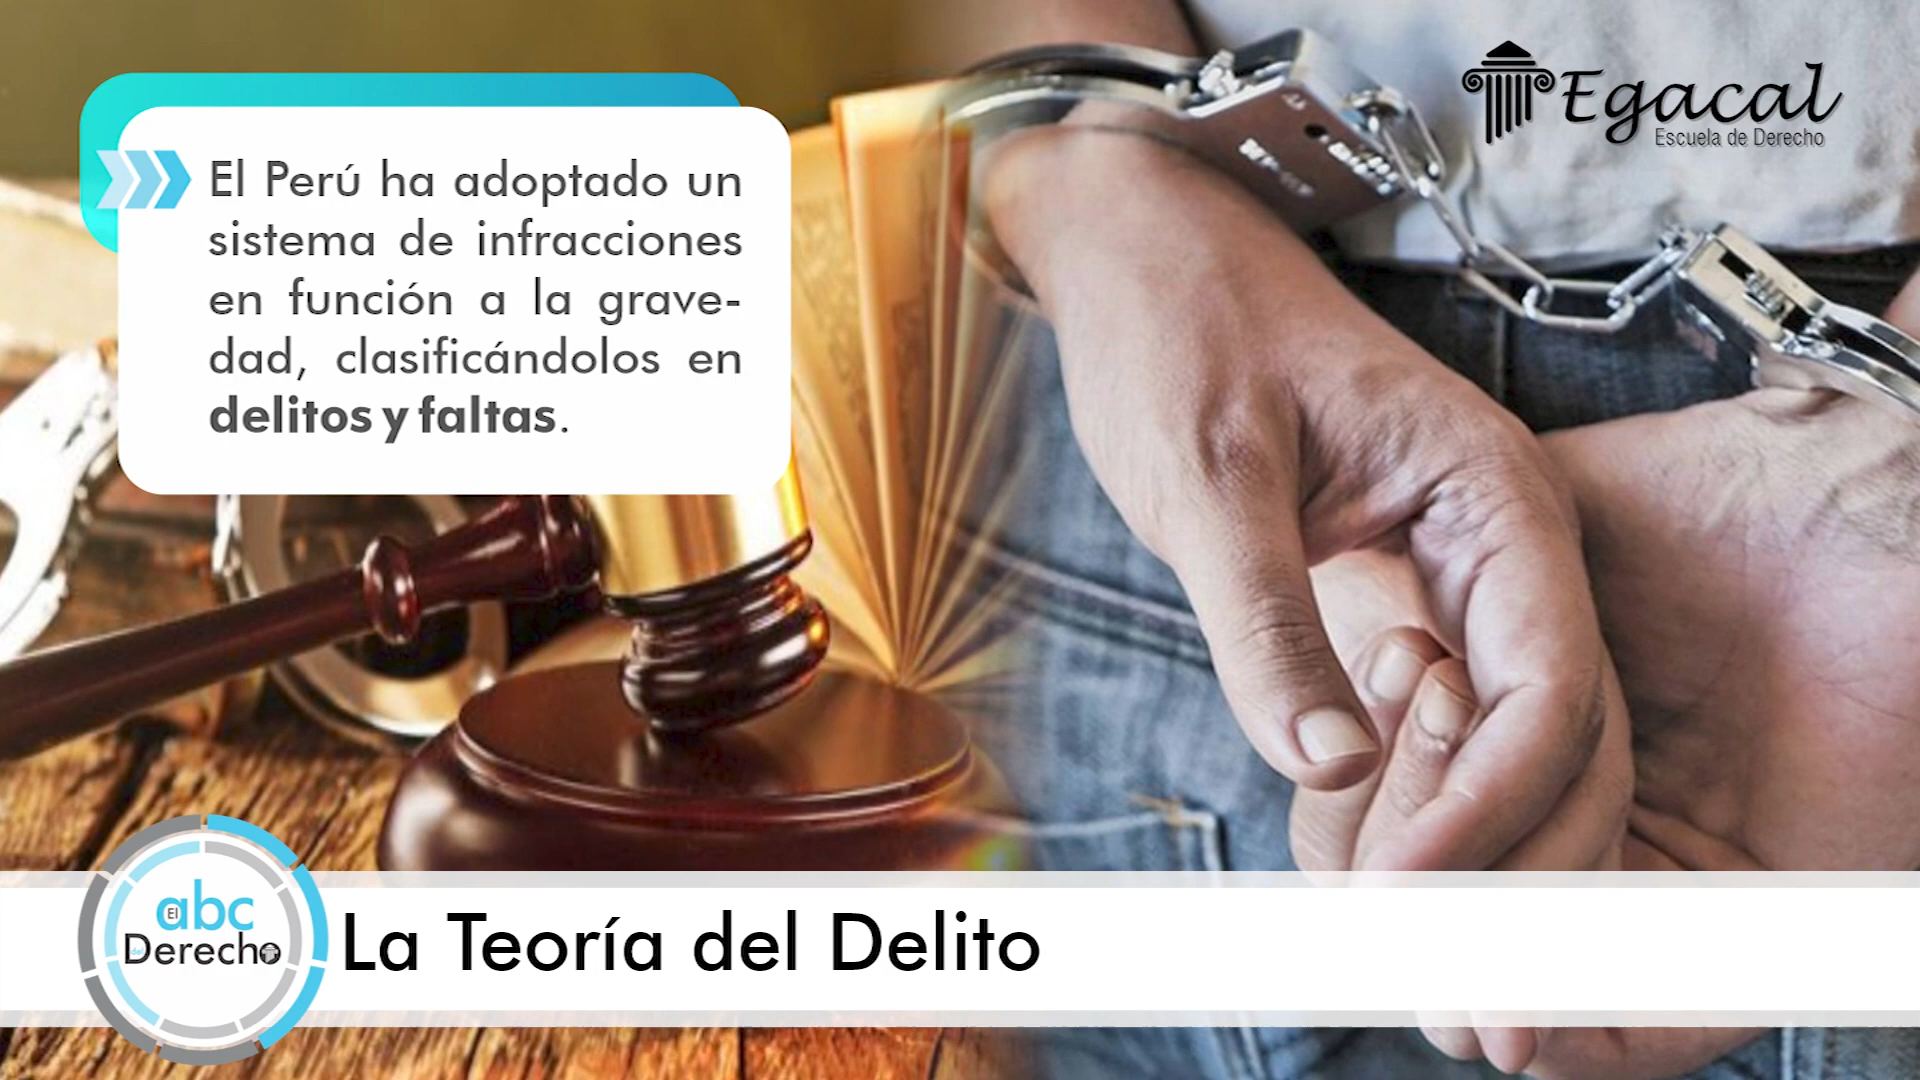 Egacal
Escuela de Derecho
El Perú ha adoptado un
sistema de infracciones
en función a la grave-
dad, clasificándolos en
delitos y faltas.
El abc
del Derecho
La Teoría del Delito